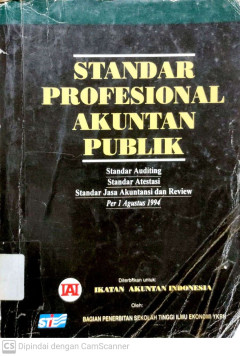 STANDAR
PROFESIONAL
AKUNTAN
PUBLIK
Standar Auditing
Standar Atestasi
Standar Jasa Akuntansi dan Review
Per 1 Agustus 1994
Diterbitkan untuk:
IAI
IKATAN AKUNTAN INDONESIA
Oleh:
STIE
BAGIAN PENERBITAN SEKOLAH TINGGI ILMU EKONOMI YKPN
CS Dipindai dengan CamScanner